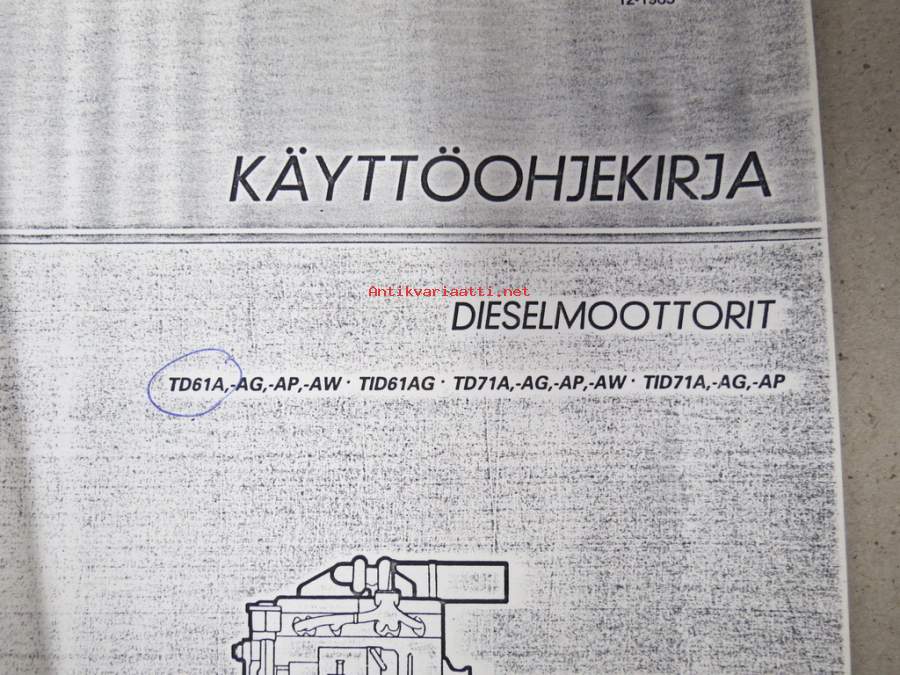 KÄYTTÖOHJEKIRJA
Antikvariaatti.net
DIESELMOOTTORIT
TD61A,-AG,-AP,-AW · TID61AG · TD71A,-AG,-AP,-AW · TID71A,-AG,-AP